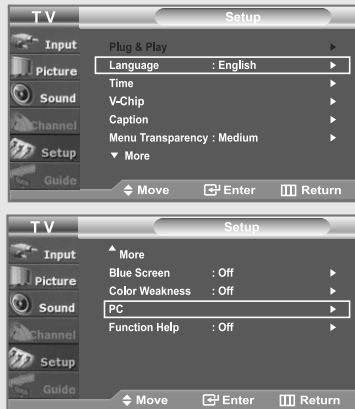 T V
Setup
Input
Picture
Sound
Channel
Setup
Guide
Plug & Play
Language : English
Time
V-Chip
Caption
Menu Transparency : Medium
▼ More
Move Enter Return
T V
Setup
Input
Picture
Sound
Channel
Setup
Guide
▲ More
Blue Screen : Off
Color Weakness : Off
PC
Function Help : Off
Move Enter Return